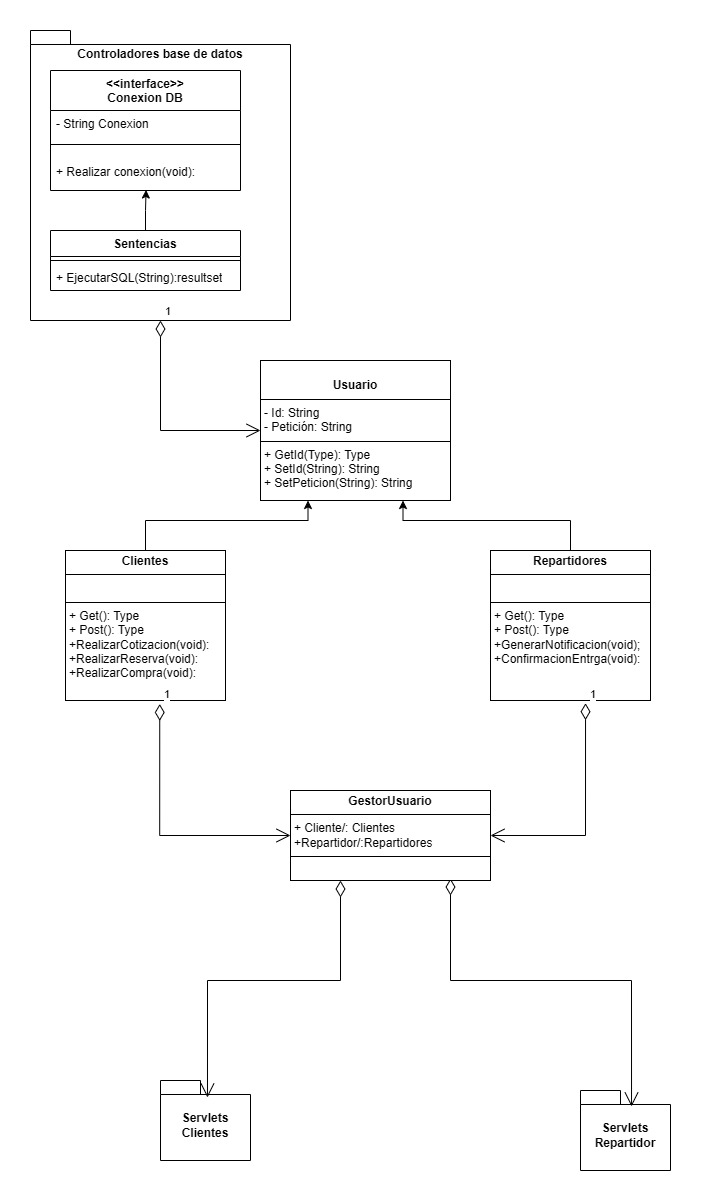 Controladores base de datos
<<interface>>
Conexion DB
- String Conexion
+ Realizar conexion(void):
Sentencias
+ EjecutarSQL(String):resultset
1
Usuario
- Id: String
- Petición: String
+ GetId(Type): Type
+ SetId(String): String
+ SetPeticion(String): String
Clientes
+ Get(): Type
+ Post(): Type
+RealizarCotizacion(void):
+RealizarReserva(void):
+RealizarCompra(void):
1
Repartidores
+ Get(): Type
+ Post(): Type
+GenerarNotificacion(void);
+ConfirmacionEntrga(void):
1
GestorUsuario
+ Cliente/: Clientes
+Repartidor/:Repartidores
Servlets
Clientes
Servlets
Repartidor